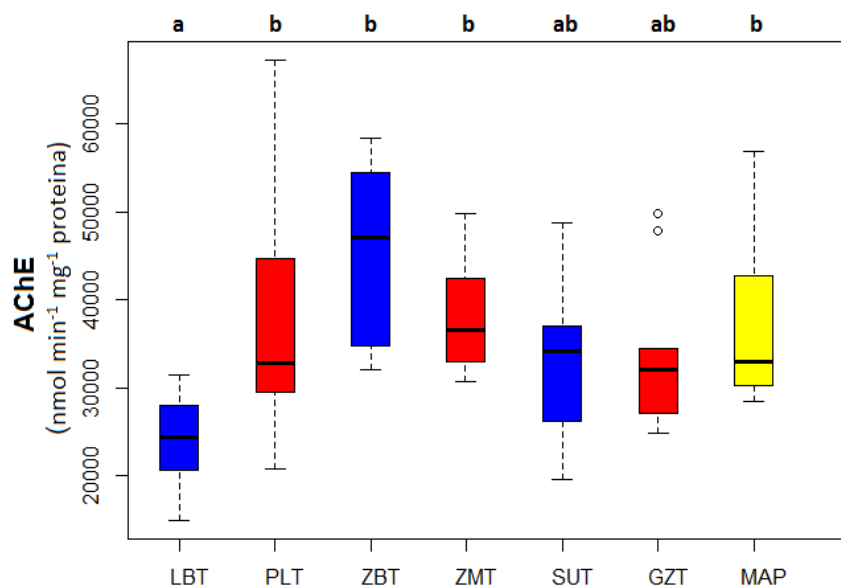 a b b b ab ab b
AChE
(nmol min⁻¹ mg⁻¹ proteina)
60000
50000
40000
30000
20000
LBT PLT ZBT ZMT SUT GZT MAP